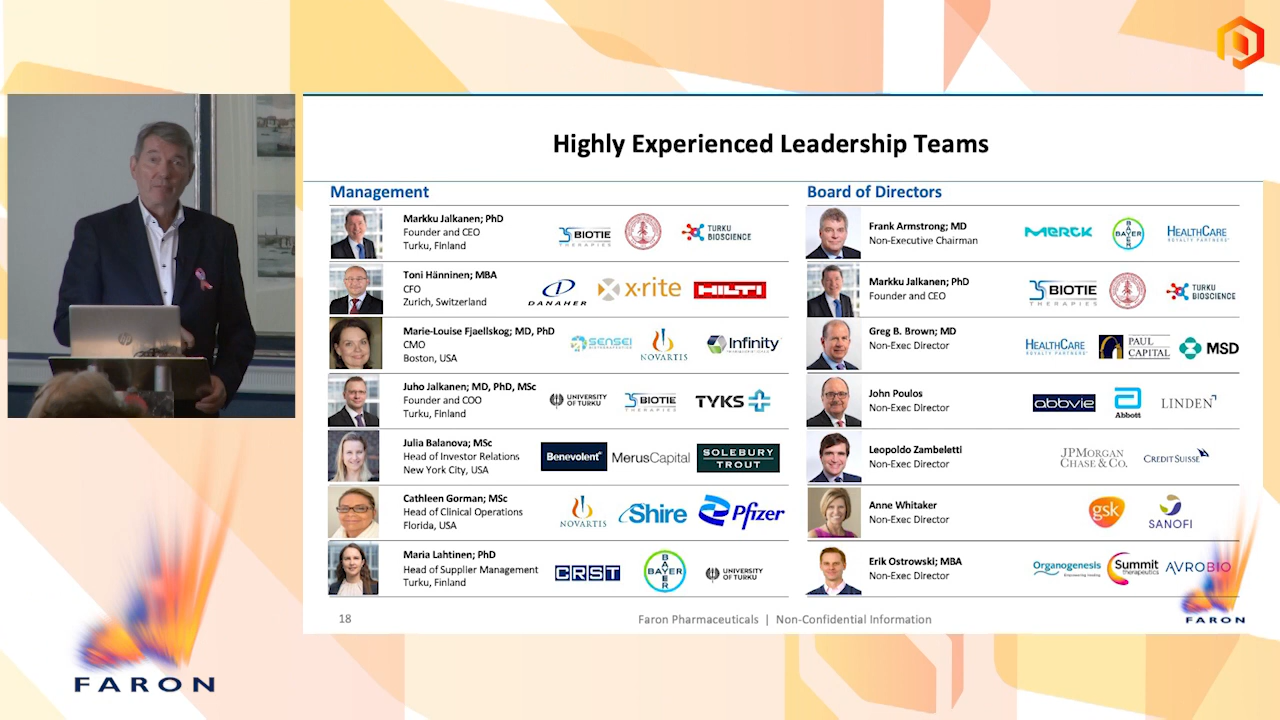 Highly Experienced Leadership Teams
Management
Markku Jalkanen; PhD
Founder and CEO
Turku, Finland
BIOTIE
THERAPIES
TURKU
BIOSCIENCE
Toni Hänninen; MBA
CFO
Zurich, Switzerland
DANAHER
x·rite
HILTI
Marie-Louise Fjaellskog; MD, PhD
CMO
Boston, USA
SENSEI
NOVARTIS
Infinity
Juho Jalkanen; MD, PhD, MSc
Founder and COO
Turku, Finland
UNIVERSITY
OF TURKU
BIOTIE
THERAPIES
TYKS
Julia Balanova; MSc
Head of Investor Relations
New York City, USA
Benevolent
MerusCapital
SOLEBURY
TROUT
Cathleen Gorman; MSc
Head of Clinical Operations
Florida, USA
NOVARTIS
Shire
Pfizer
Maria Lahtinen; PhD
Head of Supplier Management
Turku, Finland
CRST
BAYER
BAYER
UNIVERSITY
OF TURKU
Board of Directors
Frank Armstrong; MD
Non-Executive Chairman
MERCK
BAYER
BAYER
HEALTHCARE
ROYALTY PARTNERS
Markku Jalkanen; PhD
Founder and CEO
BIOTIE
THERAPIES
TURKU
BIOSCIENCE
Greg B. Brown; MD
Non-Exec Director
HEALTHCARE
ROYALTY PARTNERS
PAUL
CAPITAL
MSD
John Poulos
Non-Exec Director
abbvie
Abbott
LINDEN
Leopoldo Zambeletti
Non-Exec Director
JPMORGAN
CHASE & CO.
CREDIT SUISSE
Anne Whitaker
Non-Exec Director
gsk
SANOFI
Erik Ostrowski; MBA
Non-Exec Director
Organogenesis
Empowering Healing
Summit
therapeutics
AVROBIO
18
Faron Pharmaceuticals | Non-Confidential Information
FARON
FARON
hp